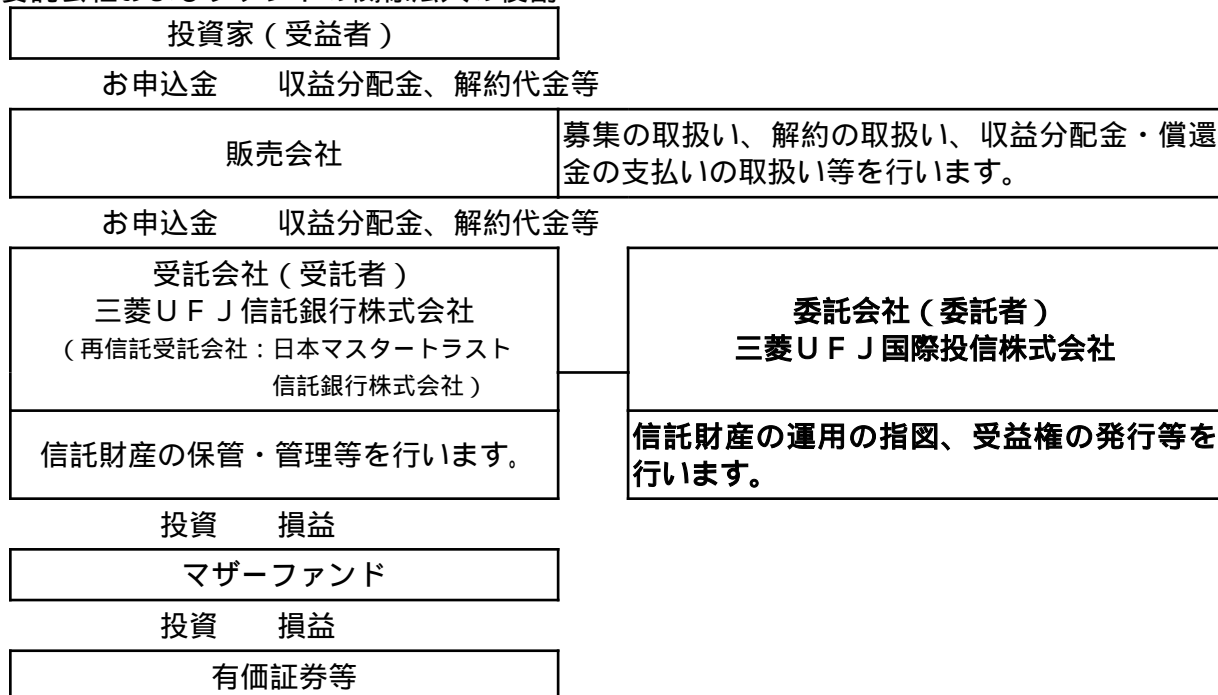 投資家（受益者）
お申込金　収益分配金、解約代金等
販売会社
募集の取扱い、解約の取扱い、収益分配金・償還
金の支払いの取扱い等を行います。
お申込金　収益分配金、解約代金等
受託会社（受託者）
三菱ＵＦＪ信託銀行株式会社
（再信託受託会社：日本マスタートラスト
信託銀行株式会社）
信託財産の保管・管理等を行います。
委託会社（委託者）
三菱ＵＦＪ国際投信株式会社
信託財産の運用の指図、受益権の発行等を
行います。
投資　損益
マザーファンド
投資　損益
有価証券等